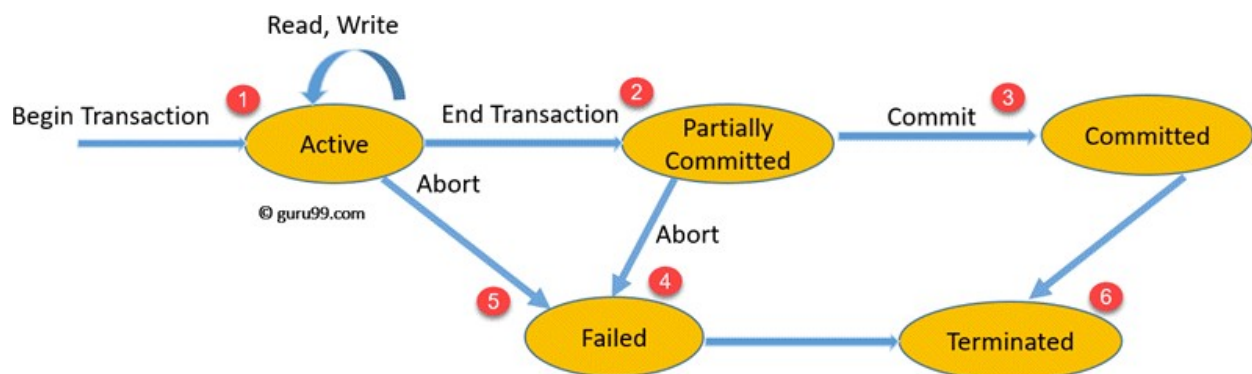 Read, Write
1
Begin Transaction
Active
End Transaction
2
Partially
Committed
Commit
3
Committed
Abort
© guru99.com
Abort
5
4
Failed
6
Terminated